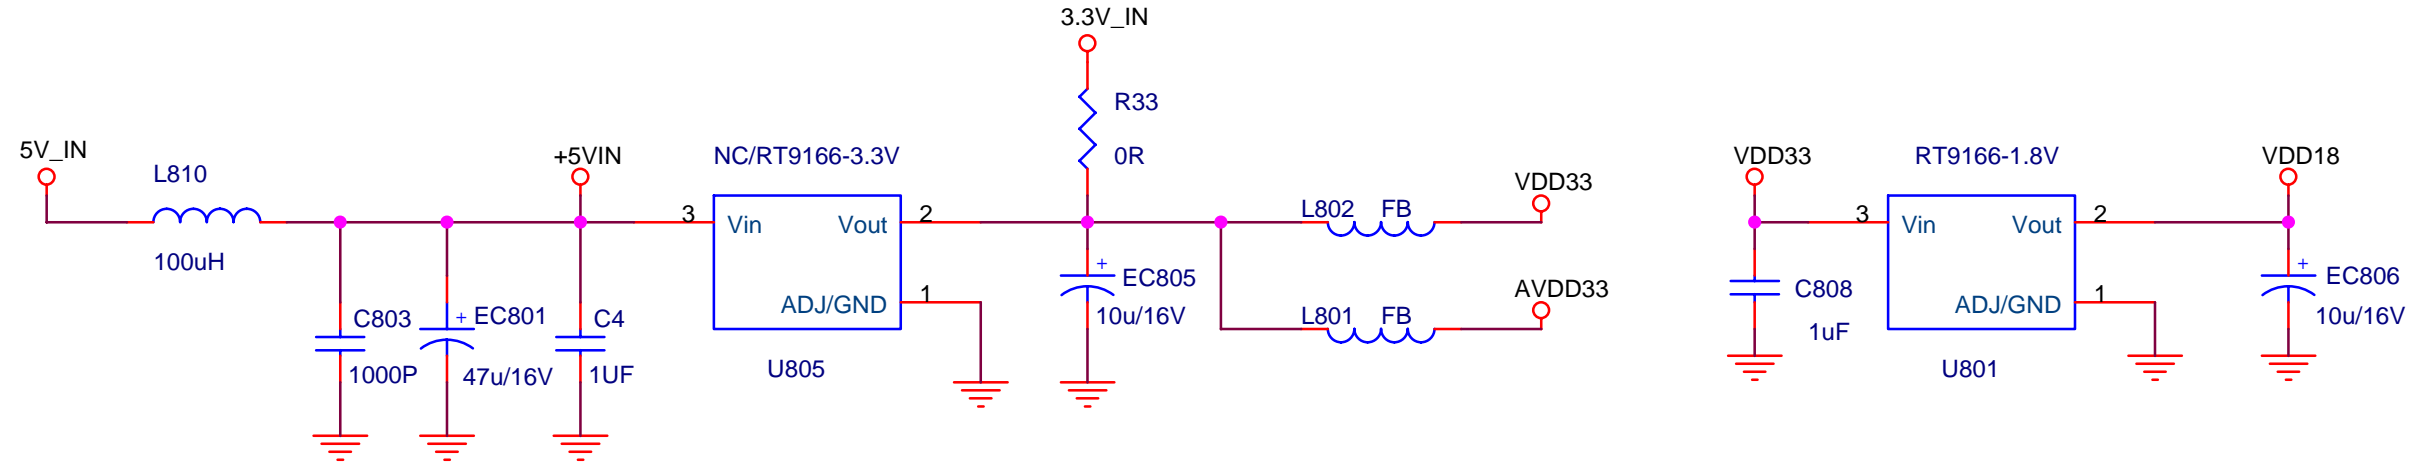 3.3V_IN
R33
0R
5V_IN
L810
100uH
+5VIN
NC/RT9166-3.3V
3
Vin
Vout
2
ADJ/GND
1
U805
C803
1000P
+
EC801
47u/16V
C4
1UF
+
EC805
10u/16V
L802
FB
VDD33
L801
FB
AVDD33
VDD33
RT9166-1.8V
VDD18
3
Vin
Vout
2
ADJ/GND
1
U801
C808
1uF
+
EC806
10u/16V